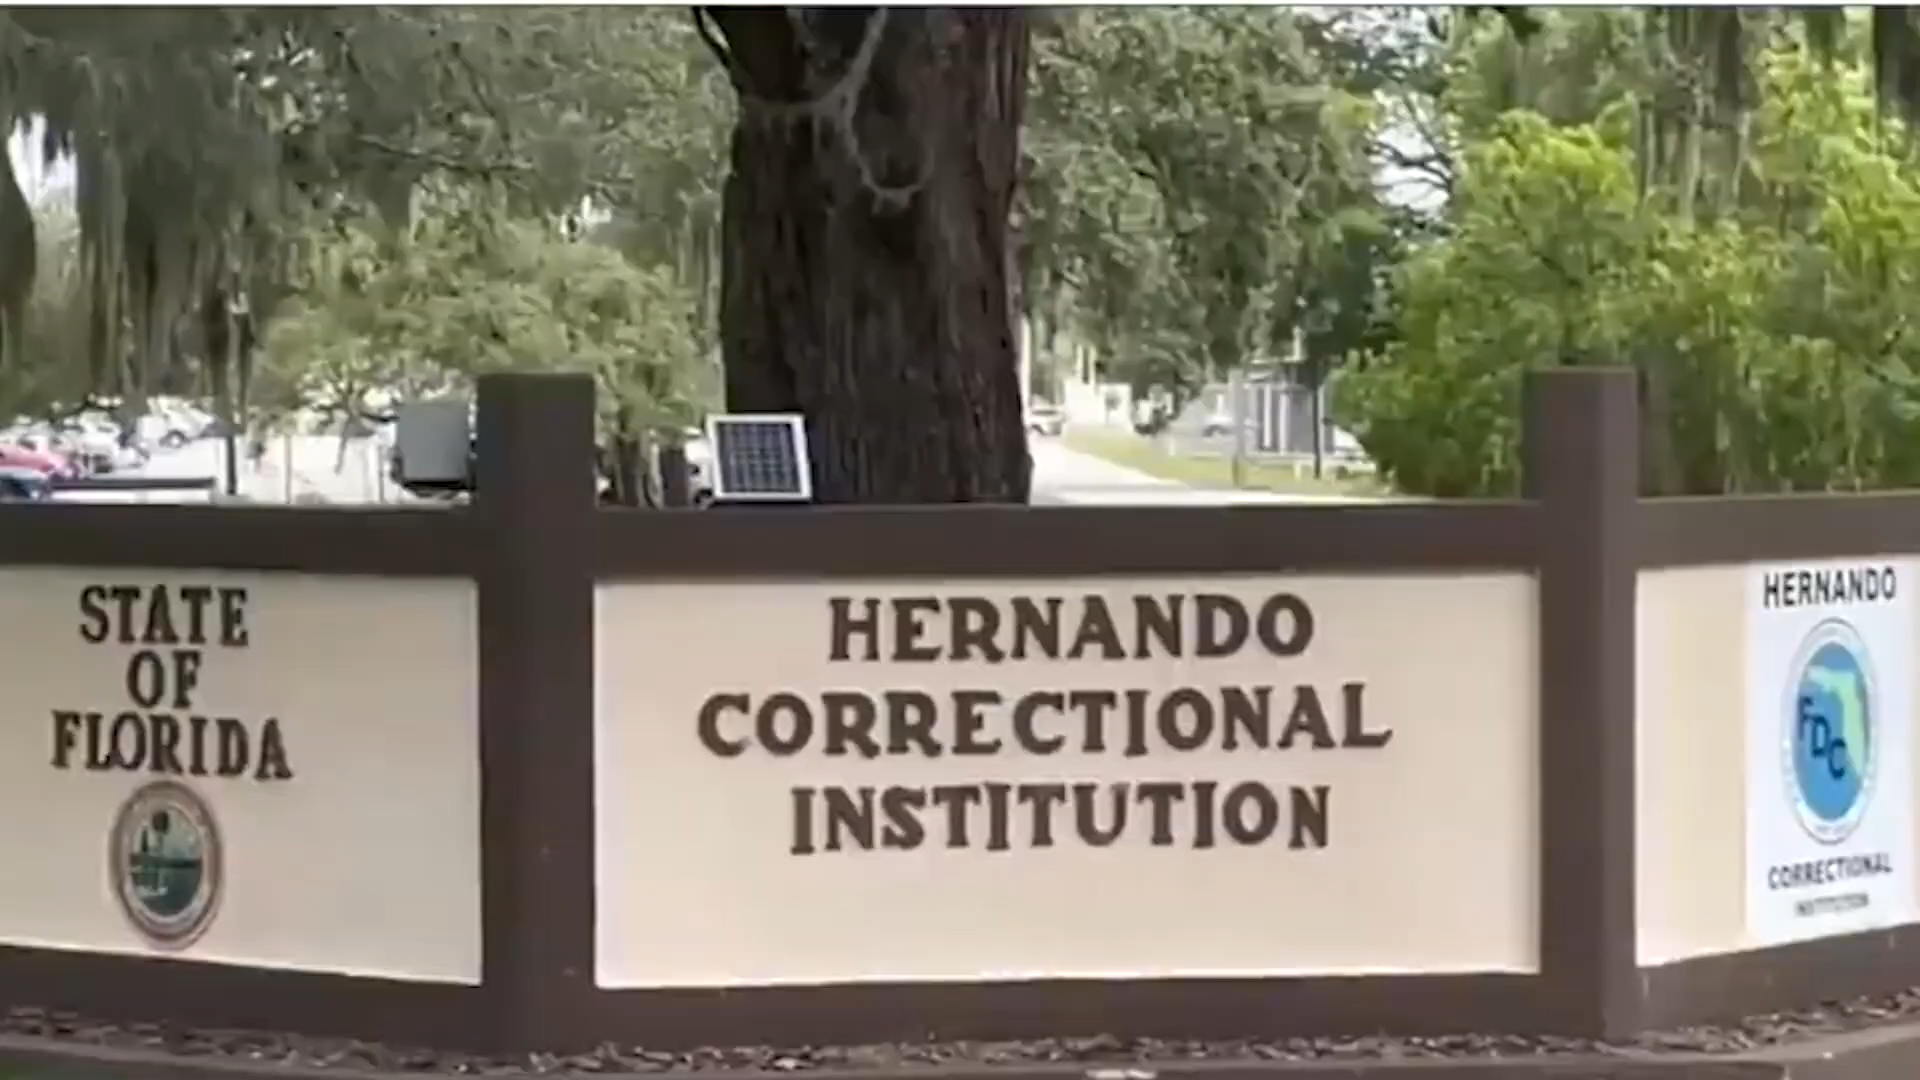 STATE
OF
FLORIDA
HERNANDO
CORRECTIONAL
INSTITUTION
HERNANDO
FDC
CORRECTIONAL
INSTITUTION